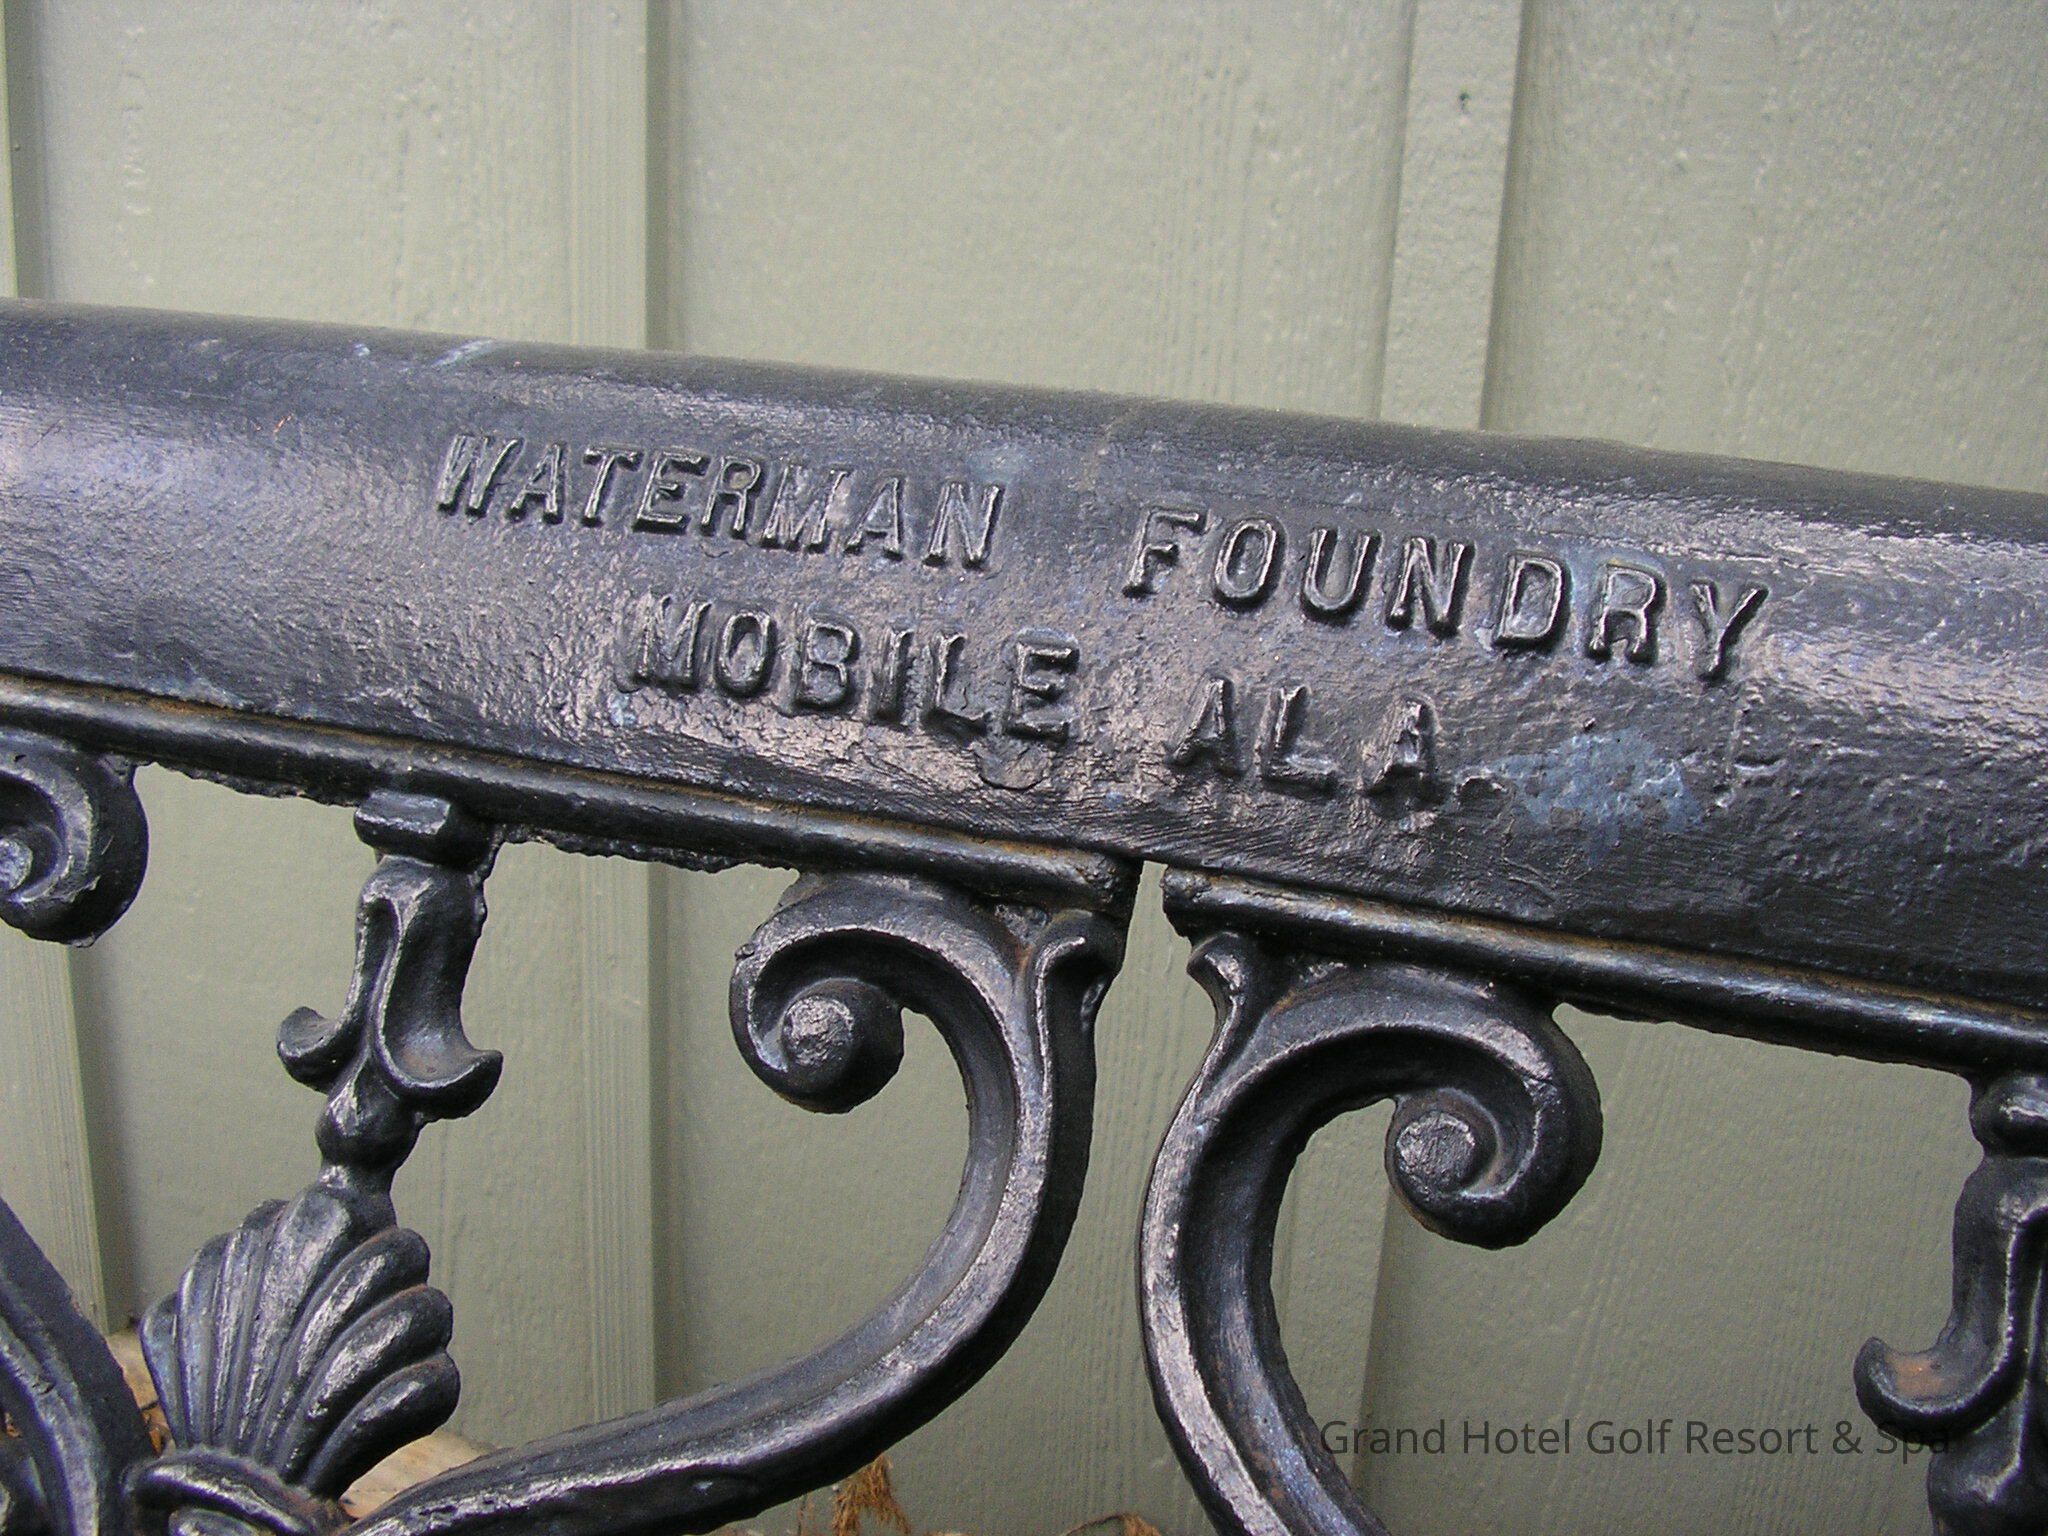 WATERMAN FOUNDRY
MOBILE ALA.
Grand Hotel Golf Resort & Spa